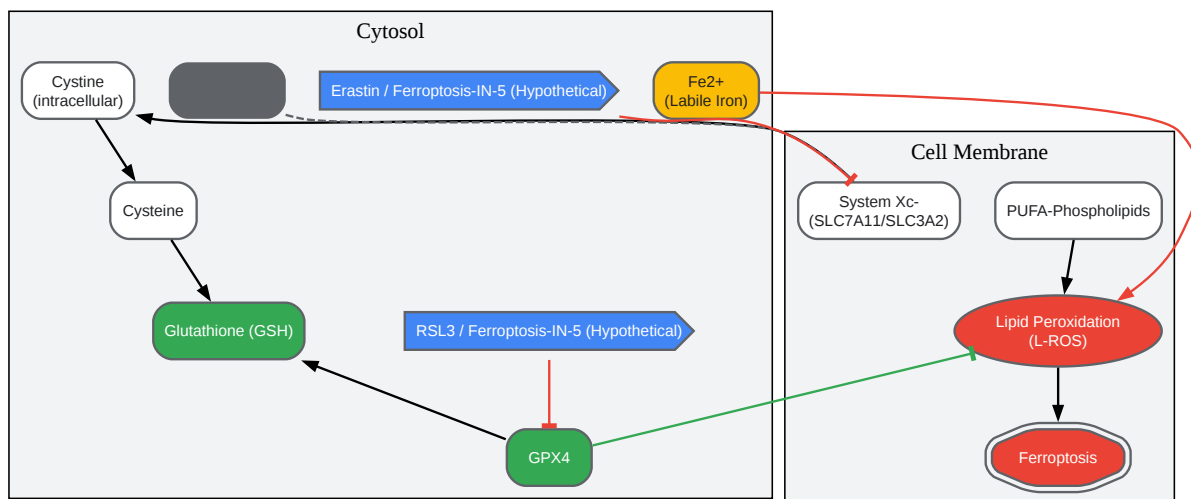 Cytosol
Cystine
(intracellular)
Erastin / Ferroptosis-IN-5 (Hypothetical)
Fe2+
(Labile Iron)
Cell Membrane
Cysteine
System Xc-
(SLC7A11/SLC3A2)
PUFA-Phospholipids
Glutathione (GSH)
RSL3 / Ferroptosis-IN-5 (Hypothetical)
Lipid Peroxidation
(L-ROS)
GPX4
Ferroptosis